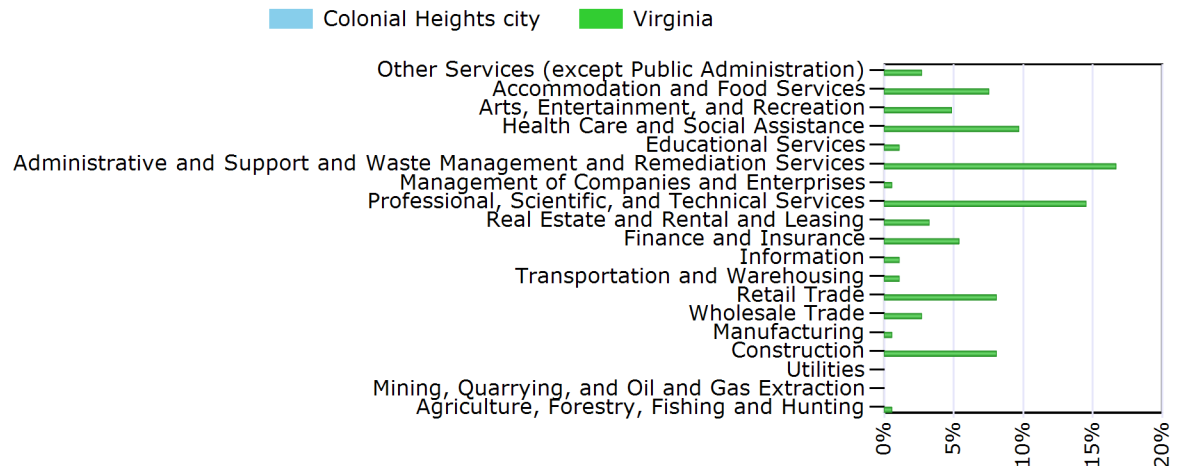 Colonial Heights city Virginia
Other Services (except Public Administration)
Accommodation and Food Services
Arts, Entertainment, and Recreation
Health Care and Social Assistance
Educational Services
Administrative and Support and Waste Management and Remediation Services
Management of Companies and Enterprises
Professional, Scientific, and Technical Services
Real Estate and Rental and Leasing
Finance and Insurance
Information
Transportation and Warehousing
Retail Trade
Wholesale Trade
Manufacturing
Construction
Utilities
Mining, Quarrying, and Oil and Gas Extraction
Agriculture, Forestry, Fishing and Hunting
0% 5% 10% 15% 20%